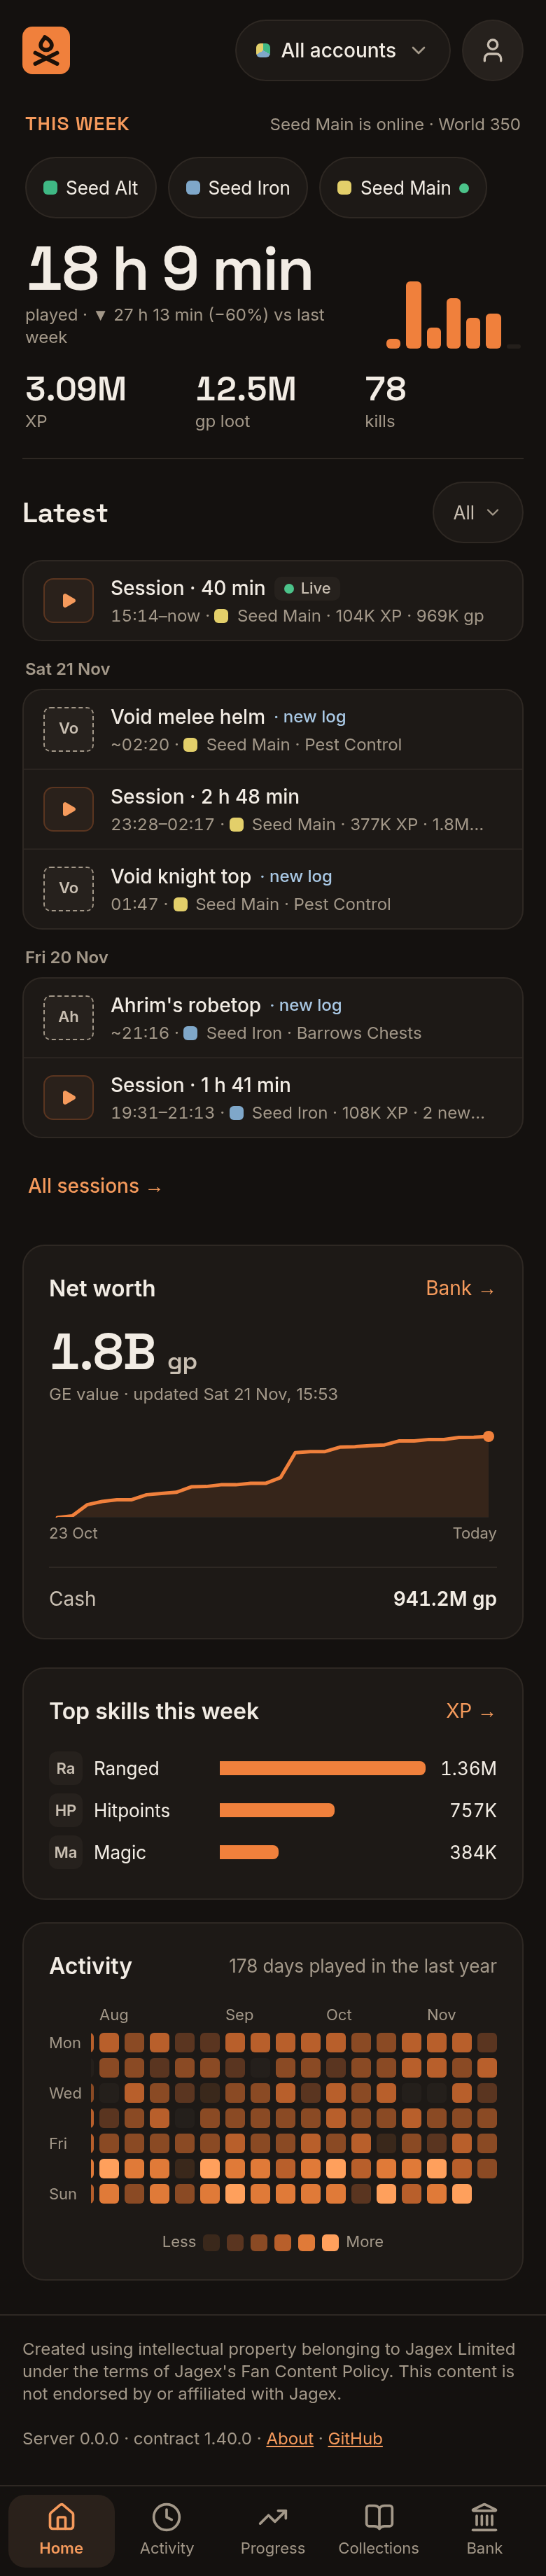 All accounts
THIS WEEK
Seed Main is online · World 350
Seed Alt
Seed Iron
Seed Main
18 h 9 min
played · ▼ 27 h 13 min (−60%) vs last
week
3.09M
12.5M
78
XP
gp loot
kills
Latest
All
Session · 40 min
Live
15:14–now · Seed Main · 104K XP · 969K gp
Sat 21 Nov
Vo
Void melee helm · new log
~02:20 · Seed Main · Pest Control
Session · 2 h 48 min
23:28–02:17 · Seed Main · 377K XP · 1.8M…
Vo
Void knight top · new log
01:47 · Seed Main · Pest Control
Fri 20 Nov
Ah
Ahrim's robetop · new log
~21:16 · Seed Iron · Barrows Chests
Session · 1 h 41 min
19:31–21:13 · Seed Iron · 108K XP · 2 new…
All sessions →
Net worth
Bank →
1.8B gp
GE value · updated Sat 21 Nov, 15:53
23 Oct
Today
Cash
941.2M gp
Top skills this week
XP →
Ra
Ranged
1.36M
HP
Hitpoints
757K
Ma
Magic
384K
Activity
178 days played in the last year
Aug
Sep
Oct
Nov
Mon
Wed
Fri
Sun
Less
More
Created using intellectual property belonging to Jagex Limited
under the terms of Jagex's Fan Content Policy. This content is
not endorsed by or affiliated with Jagex.
Server 0.0.0 · contract 1.40.0 · About · GitHub
Home
Activity
Progress
Collections
Bank